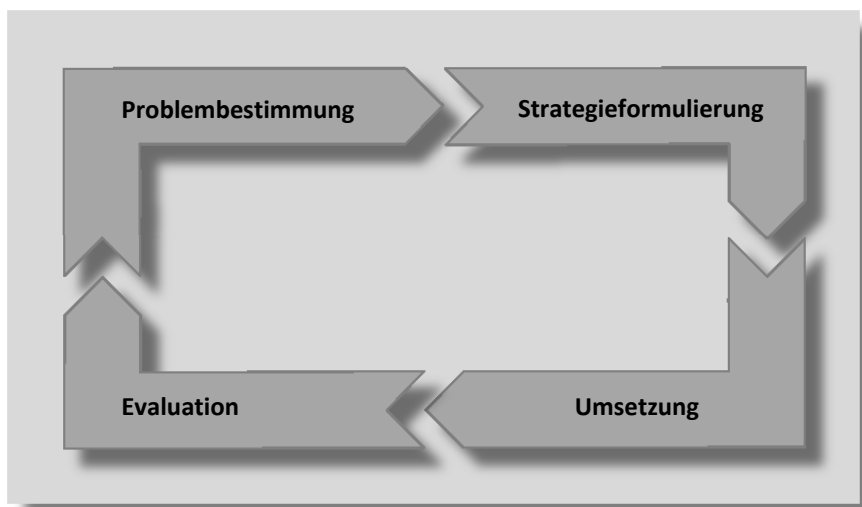 Problembestimmung
Strategieformulierung
Evaluation
Umsetzung